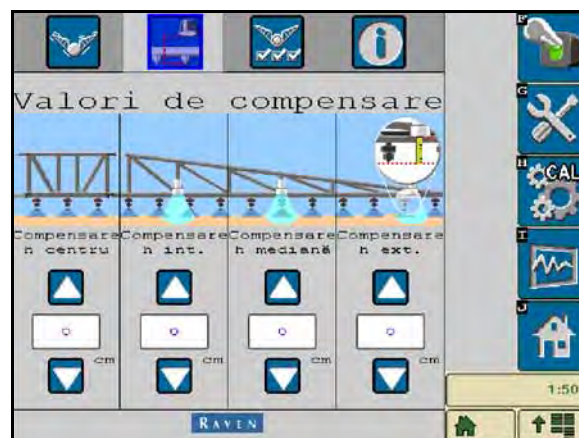 F
G
H
CAL
I
J
Valori de compensare
Compensare h centru
Compensare h int.
Compensare h mediană
Compensare h ext.
0 cm
0 cm
0 cm
0 cm
RAVEN
1:50